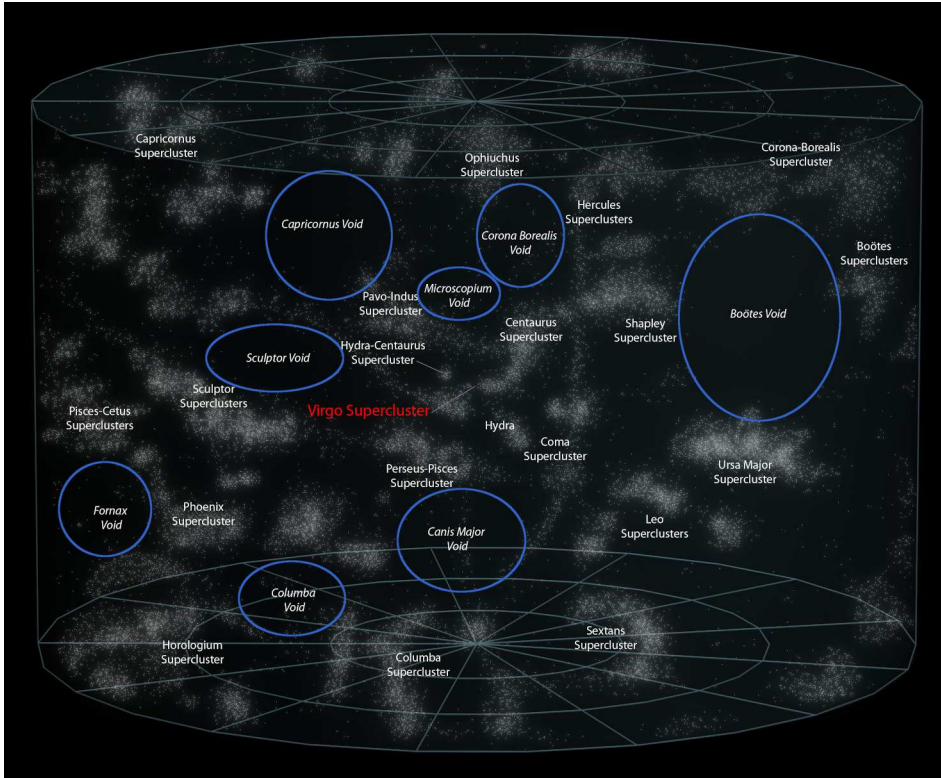 Capricornus
Supercluster
Ophiuchus
Supercluster
Corona-Borealis
Supercluster
Capricornus Void
Corona Borealis
Void
Hercules
Superclusters
Boötes
Superclusters
Microscopium
Void
Pavo-Indus
Supercluster
Centaurus
Supercluster
Shapley
Supercluster
Boötes Void
Sculptor Void
Hydra-Centaurus
Supercluster
Sculptor
Superclusters
Virgo Supercluster
Pisces-Cetus
Superclusters
Hydra
Coma
Supercluster
Perseus-Pisces
Supercluster
Ursa Major
Supercluster
Fornax
Void
Phoenix
Supercluster
Canis Major
Void
Leo
Superclusters
Columba
Void
Horologium
Supercluster
Columba
Supercluster
Sextans
Supercluster